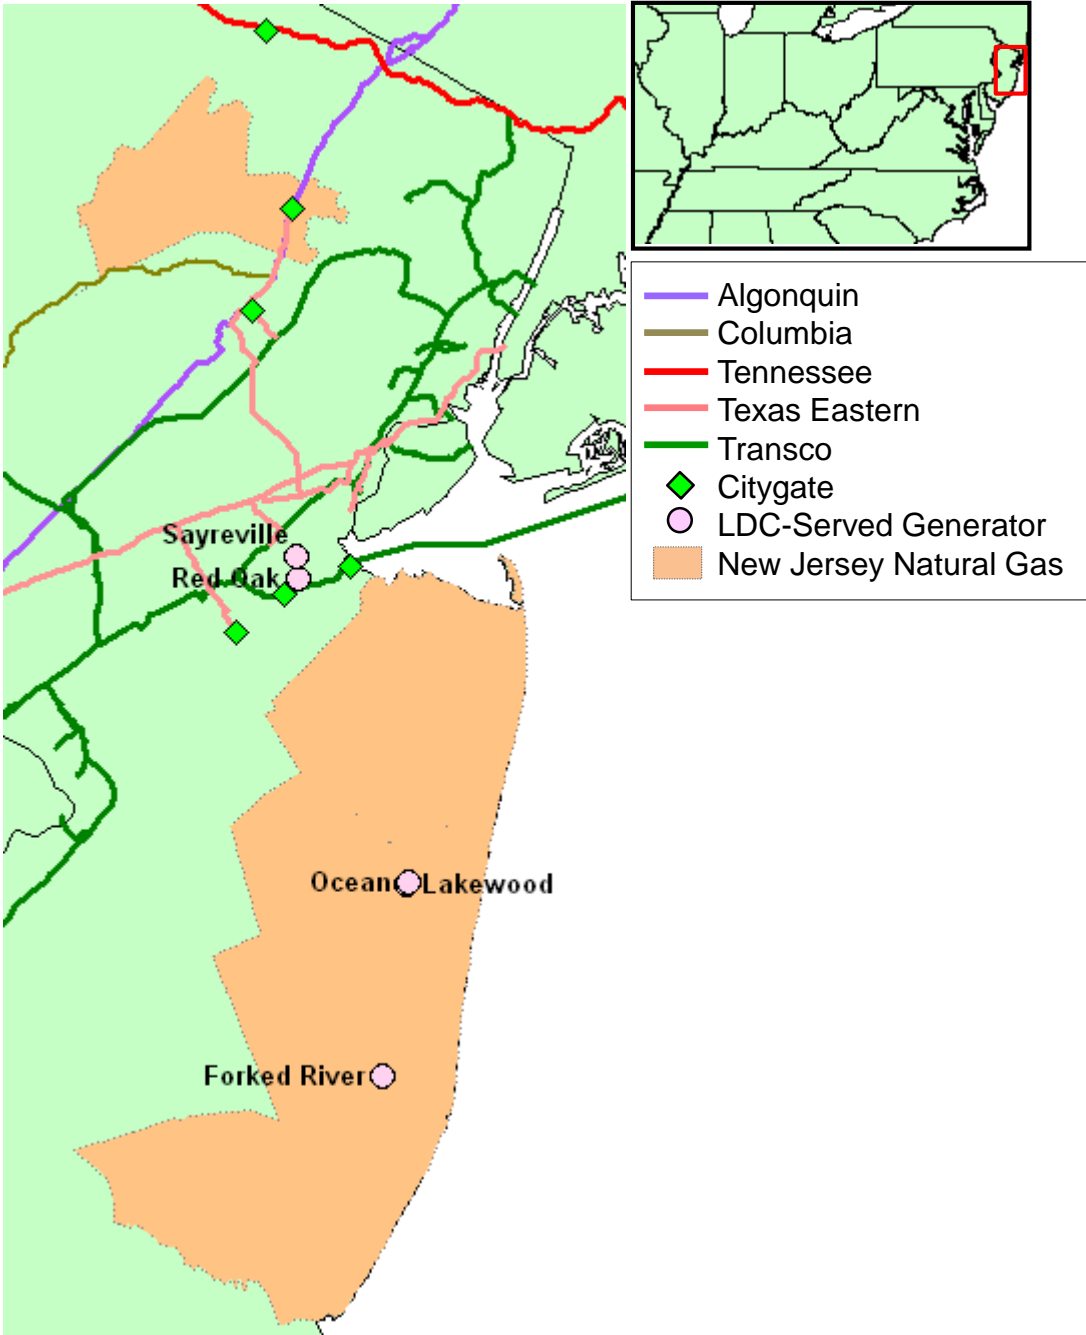 Algonquin
Columbia
Tennessee
Texas Eastern
Transco
Citygate
LDC-Served Generator
New Jersey Natural Gas
Sayreville
Red Oak
Ocean Lakewood
Forked River